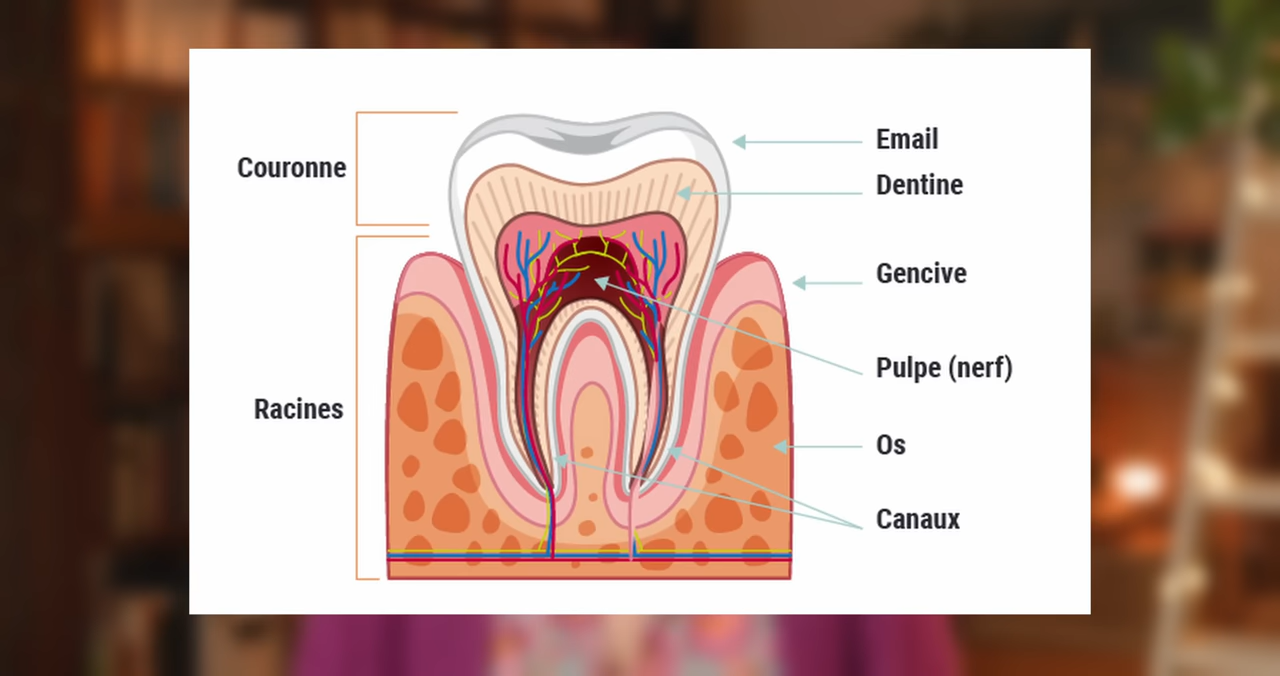 Couronne
Racines
Email
Dentine
Gencive
Pulpe (nerf)
Os
Canaux